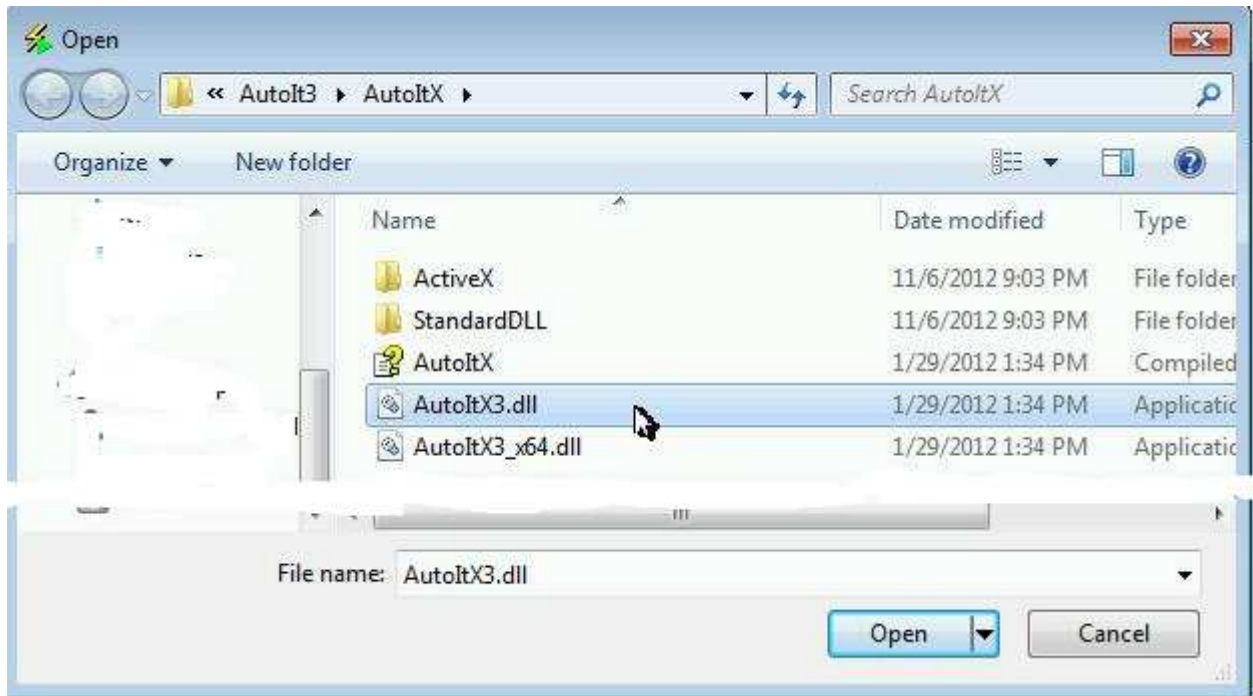 Open
« AutoIt3 AutoItX
Search AutoItX
Organize New folder
Name Date modified Type
ActiveX 11/6/2012 9:03 PM File folder
StandardDLL 11/6/2012 9:03 PM File folder
AutoItX 1/29/2012 1:34 PM Compiled
AutoItX3.dll 1/29/2012 1:34 PM Applicatic
AutoItX3_x64.dll 1/29/2012 1:34 PM Applicatic
File name: AutoItX3.dll
Open Cancel